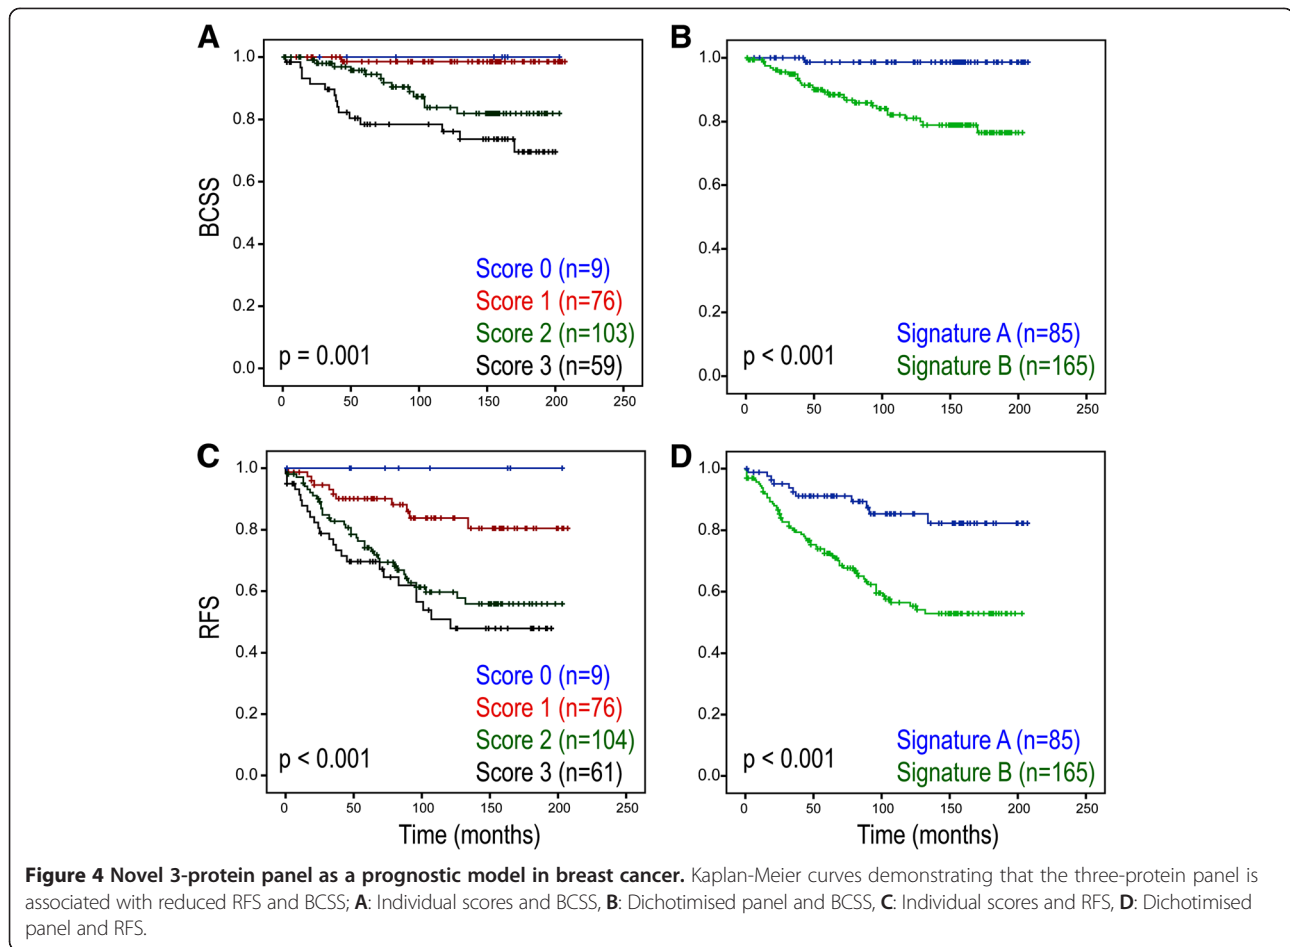 A
1.0
0.8
0.6
0.4
0.2
0.0
BCSS
Score 0 (n=9)
Score 1 (n=76)
Score 2 (n=103)
Score 3 (n=59)
p = 0.001
0 50 100 150 200 250
B
1.0
0.8
0.6
0.4
0.2
0.0
Signature A (n=85)
Signature B (n=165)
p < 0.001
0 50 100 150 200 250
C
1.0
0.8
0.6
0.4
0.2
0.0
RFS
Score 0 (n=9)
Score 1 (n=76)
Score 2 (n=104)
Score 3 (n=61)
p < 0.001
0 50 100 150 200 250
Time (months)
D
1.0
0.8
0.6
0.4
0.2
0.0
Signature A (n=85)
Signature B (n=165)
p < 0.001
0 50 100 150 200 250
Time (months)
Figure 4 Novel 3-protein panel as a prognostic model in breast cancer. Kaplan-Meier curves demonstrating that the three-protein panel is
associated with reduced RFS and BCSS; A: Individual scores and BCSS, B: Dichotimised panel and BCSS, C: Individual scores and RFS, D: Dichotimised
panel and RFS.